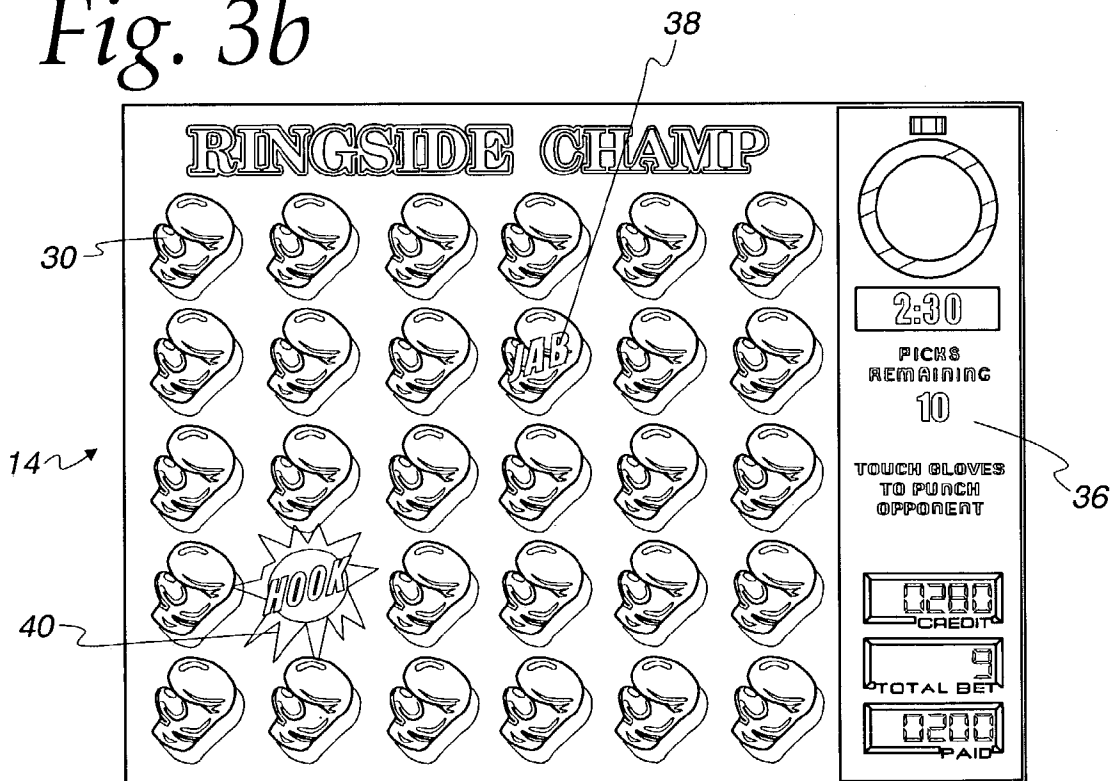 Fig. 3b
38
RINGSIDE CHAMP
30
2:30
JAB
PICKS
REMAINING
10
14
TOUCH GLOVES
TO PUNCH
OPPONENT
36
HOOK
0280
CREDIT
40
9
TOTAL BET
0200
PAID